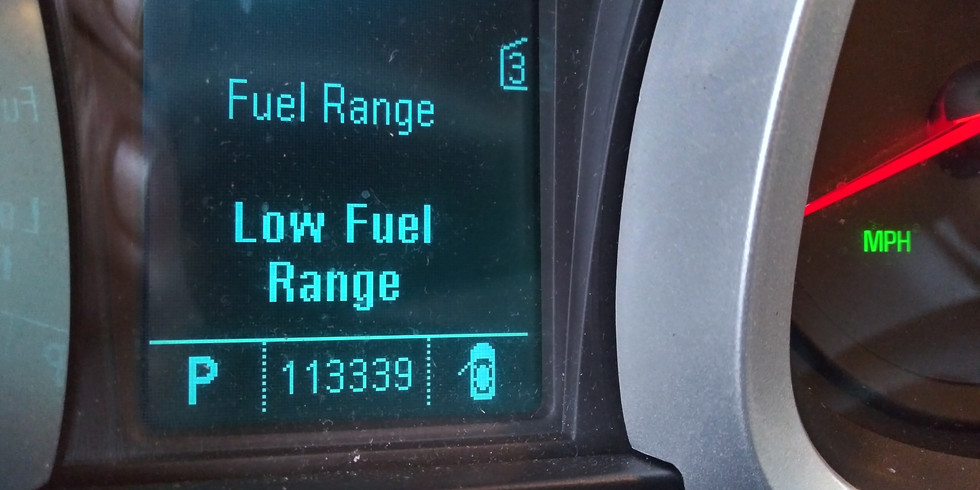 3
Fuel Range
Low Fuel
Range
P 113339
MPH